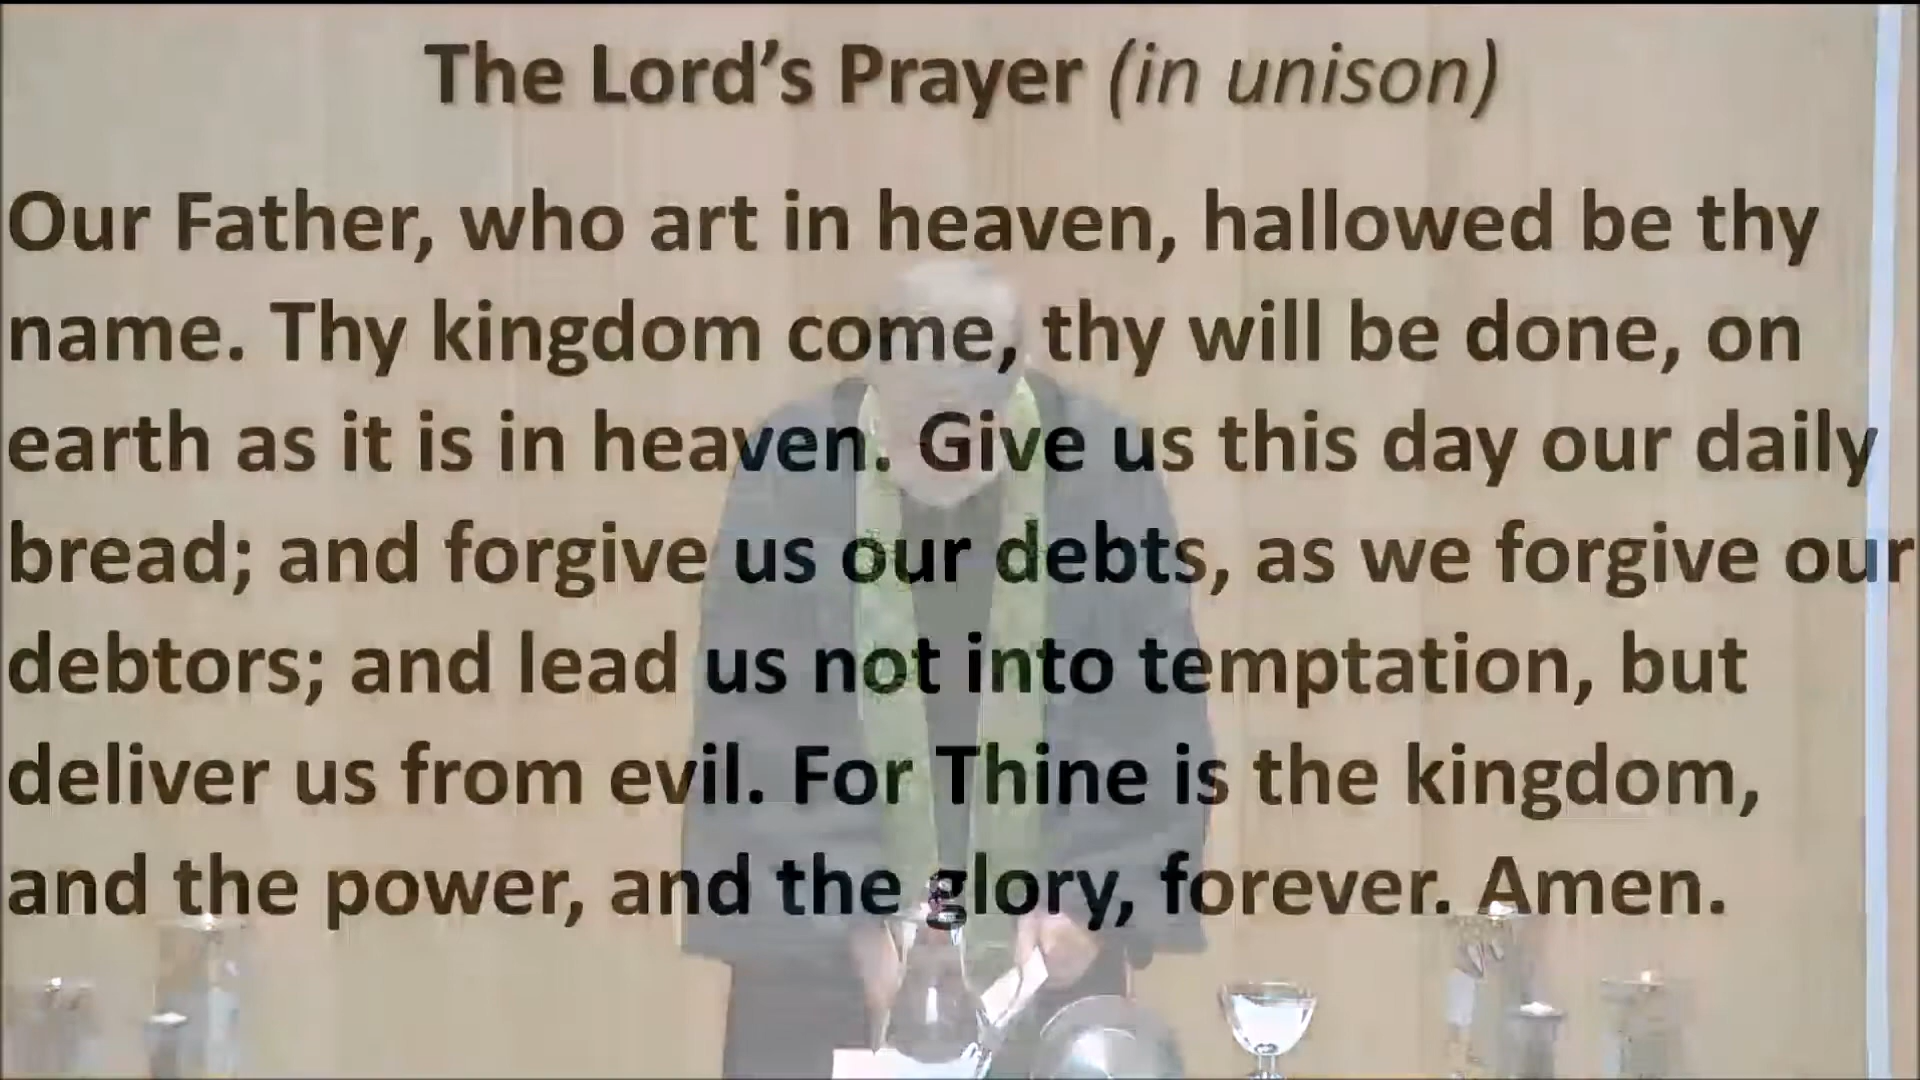 The Lord’s Prayer (in unison)
Our Father, who art in heaven, hallowed be thy
name. Thy kingdom come, thy will be done, on
earth as it is in heaven. Give us this day our daily
bread; and forgive us our debts, as we forgive our
debtors; and lead us not into temptation, but
deliver us from evil. For Thine is the kingdom,
and the power, and the glory, forever. Amen.